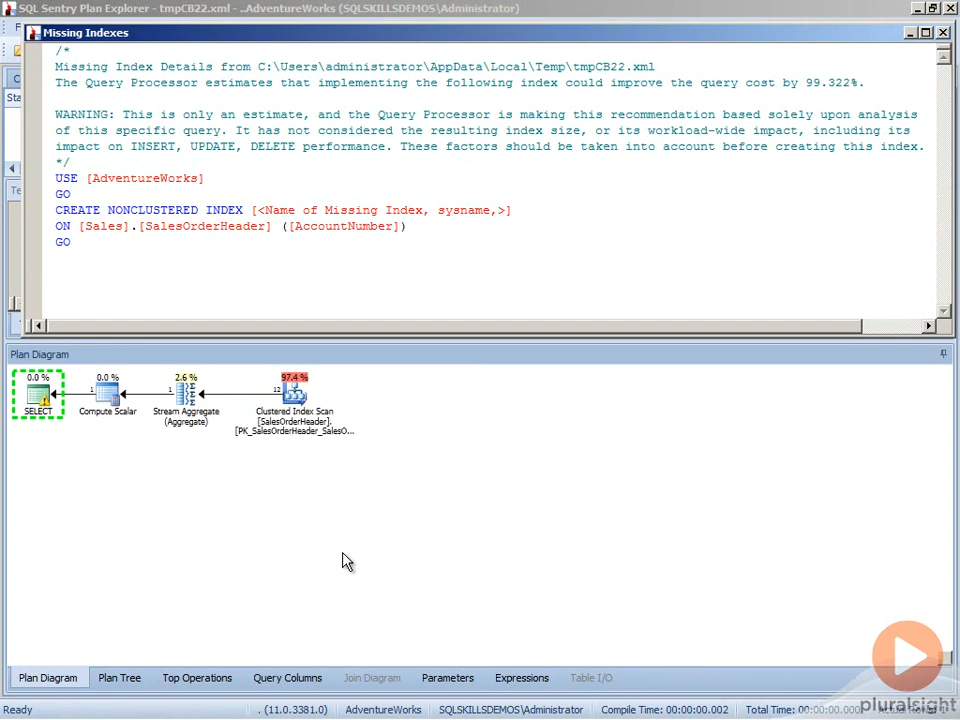 SQL Sentry Plan Explorer - tmpCB22.xml - ..AdventureWorks (SQLSKILLSDEMOS\Administrator)
Missing Indexes
/*
Missing Index Details from C:\Users\administrator\AppData\Local\Temp\tmpCB22.xml
The Query Processor estimates that implementing the following index could improve the query cost by 99.322%.
WARNING: This is only an estimate, and the Query Processor is making this recommendation based solely upon analysis
of this specific query. It has not considered the resulting index size, or its workload-wide impact, including its
impact on INSERT, UPDATE, DELETE performance. These factors should be taken into account before creating this index.
*/
USE [AdventureWorks]
GO
CREATE NONCLUSTERED INDEX [<Name of Missing Index, sysname,>]
ON [Sales].[SalesOrderHeader] ([AccountNumber])
GO
Plan Diagram
0.0 % 0.0 % 2.6 % 97.4 %
1 1 12
SELECT Compute Scalar Stream Aggregate Clustered Index Scan
(Aggregate) [SalesOrderHeader].
[PK_SalesOrderHeader_SalesO...
Plan Diagram Plan Tree Top Operations Query Columns Join Diagram Parameters Expressions Table I/O
pluralsight
Ready . (11.0.3381.0) AdventureWorks SQLSKILLSDEMOS\Administrator Compile Time: 00:00:00.002 Total Time: 00:00:00.000